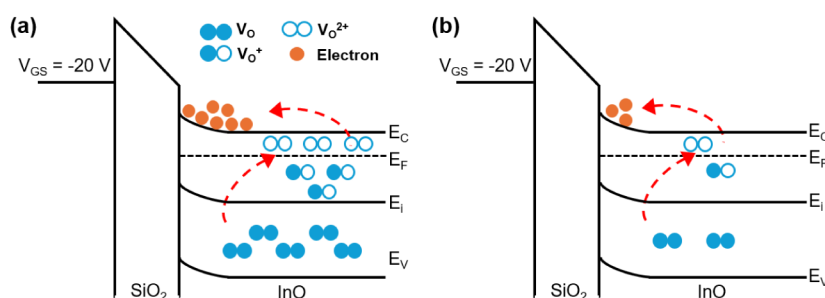 (a)
V_GS = -20 V
V_O
V_O^2+
V_O^+
Electron
E_C
E_F
E_i
E_V
SiO_2
InO
(b)
V_GS = -20 V
E_C
E_F
E_i
E_V
SiO_2
InO